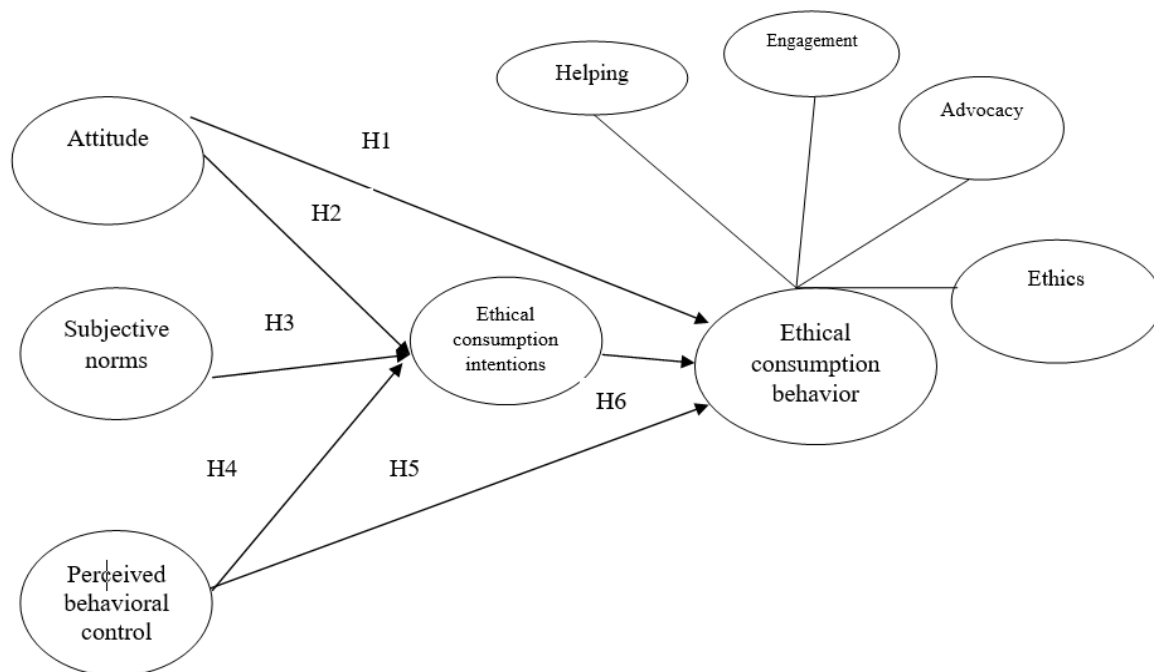 Engagement
Helping
Advocacy
Attitude
H1
H2
Ethics
Subjective
norms
H3
Ethical
consumption
intentions
Ethical
consumption
behavior
H6
H4
H5
Perceived
behavioral
control